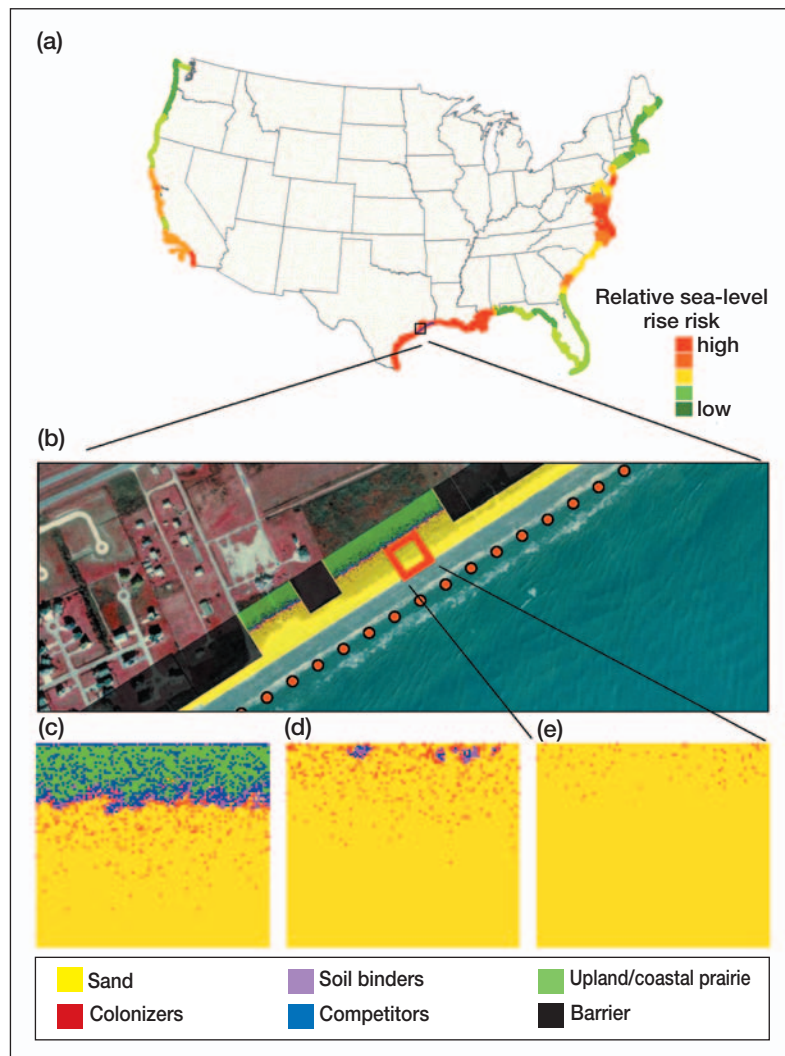 (a)
Relative sea-level
rise risk
high
low
(b)
(c)
(d)
(e)
Sand
Soil binders
Upland/coastal prairie
Colonizers
Competitors
Barrier